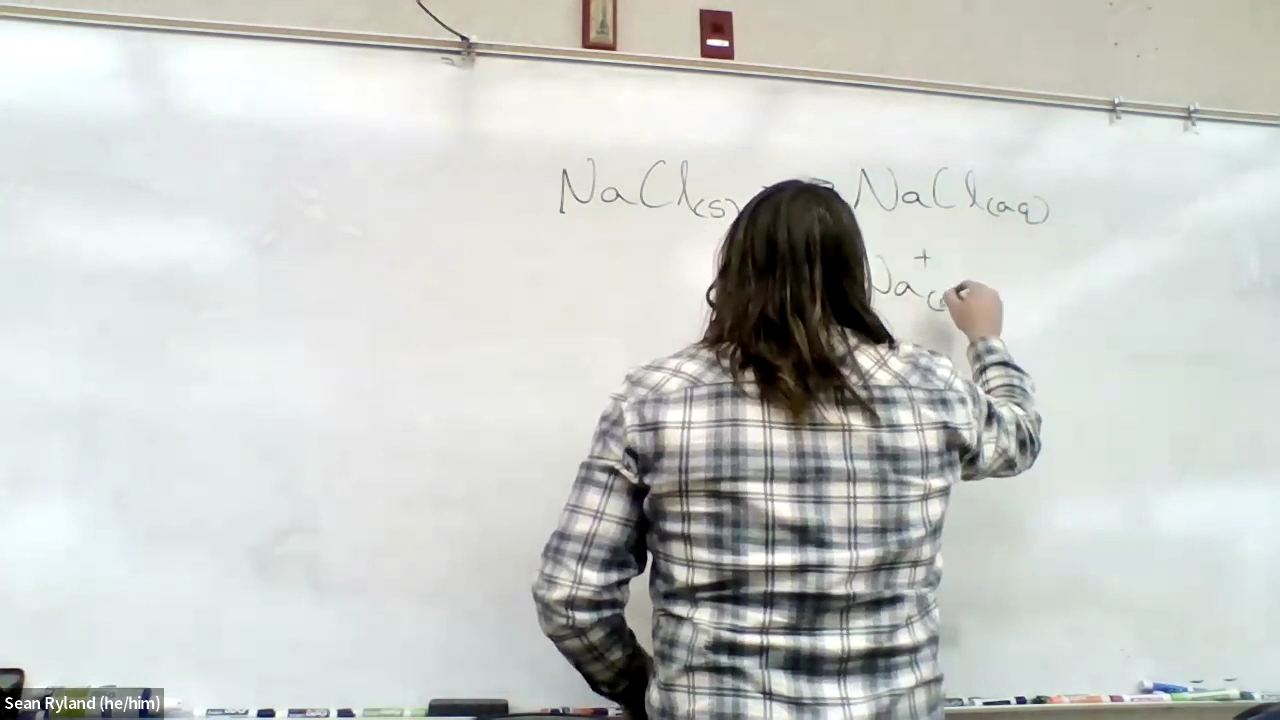 NaCl(s) → NaCl(aq)
Na⁺(
Sean Ryland (he/him)